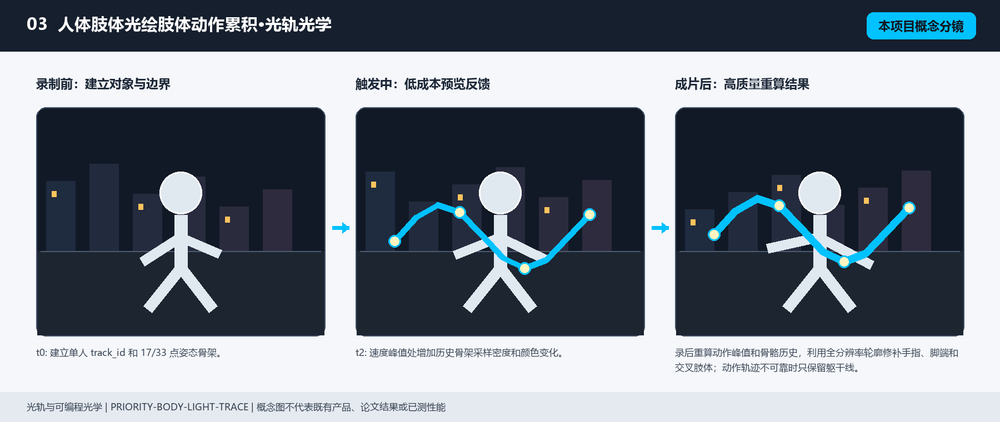 03 人体肢体光绘肢体动作累积•光轨光学
本项目概念分镜
录制前：建立对象与边界
触发中：低成本预览反馈
成片后：高质量重算结果
t0: 建立单人 track_id 和 17/33 点姿态骨架。
t2: 速度峰值处增加历史骨架采样密度和颜色变化。
录后重算动作峰值和骨骼历史，利用全分辨率轮廓修补手指、脚端和
交叉肢体；动作轨迹不可靠时只保留躯干线。
光轨与可编程光学 | PRIORITY-BODY-LIGHT-TRACE | 概念图不代表既有产品、论文结果或已测性能